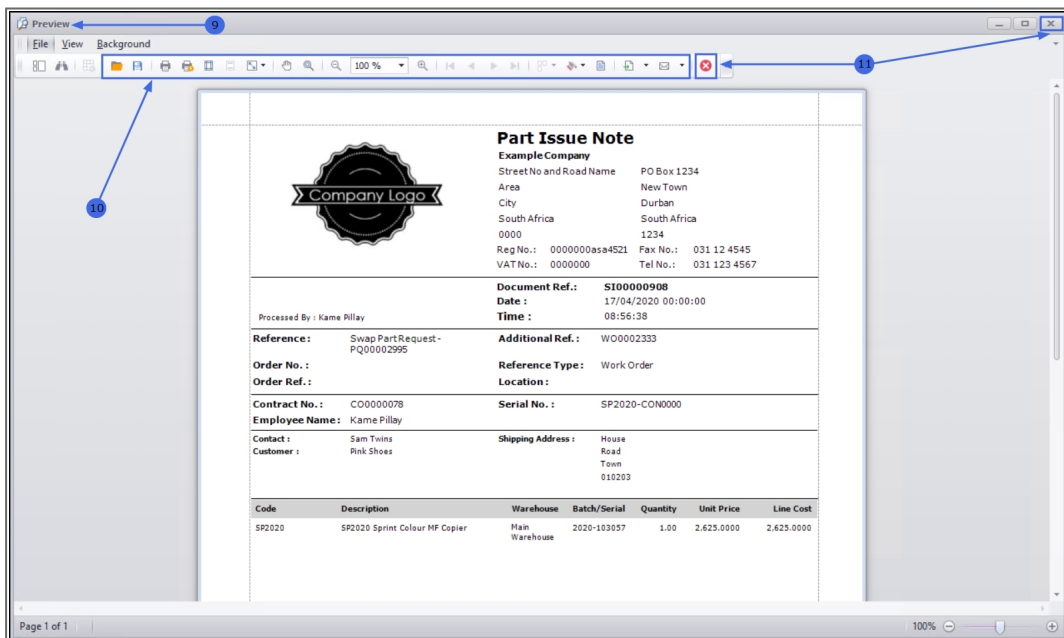 Preview
9
File View Background
100 %
11
10
Company Logo
Part Issue Note
Example Company
Street No and Road Name PO Box 1234
Area New Town
City Durban
South Africa South Africa
0000 1234
Reg No.: 0000000asa4521 Fax No.: 031 12 4545
VAT No.: 0000000 Tel No.: 031 123 4567
Document Ref.: SI00000908
Date : 17/04/2020 00:00:00
Processed By : Kame Pillay Time : 08:56:38
Reference : Swap Part Request - Additional Ref. : WO0002333
PQ00002995
Order No. : Reference Type : Work Order
Order Ref. : Location :
Contract No. : CO0000078 Serial No. : SP2020-CON0000
Employee Name : Kame Pillay
Contact : Sam Twins Shipping Address : House
Customer : Pink Shoes Road
Town
010203
Code Description Warehouse Batch/Serial Quantity Unit Price Line Cost
SP2020 SP2020 Sprint Colour MF Copier Main 2020-103057 1.00 2,625.0000 2,625.0000
Warehouse
Page 1 of 1 100%